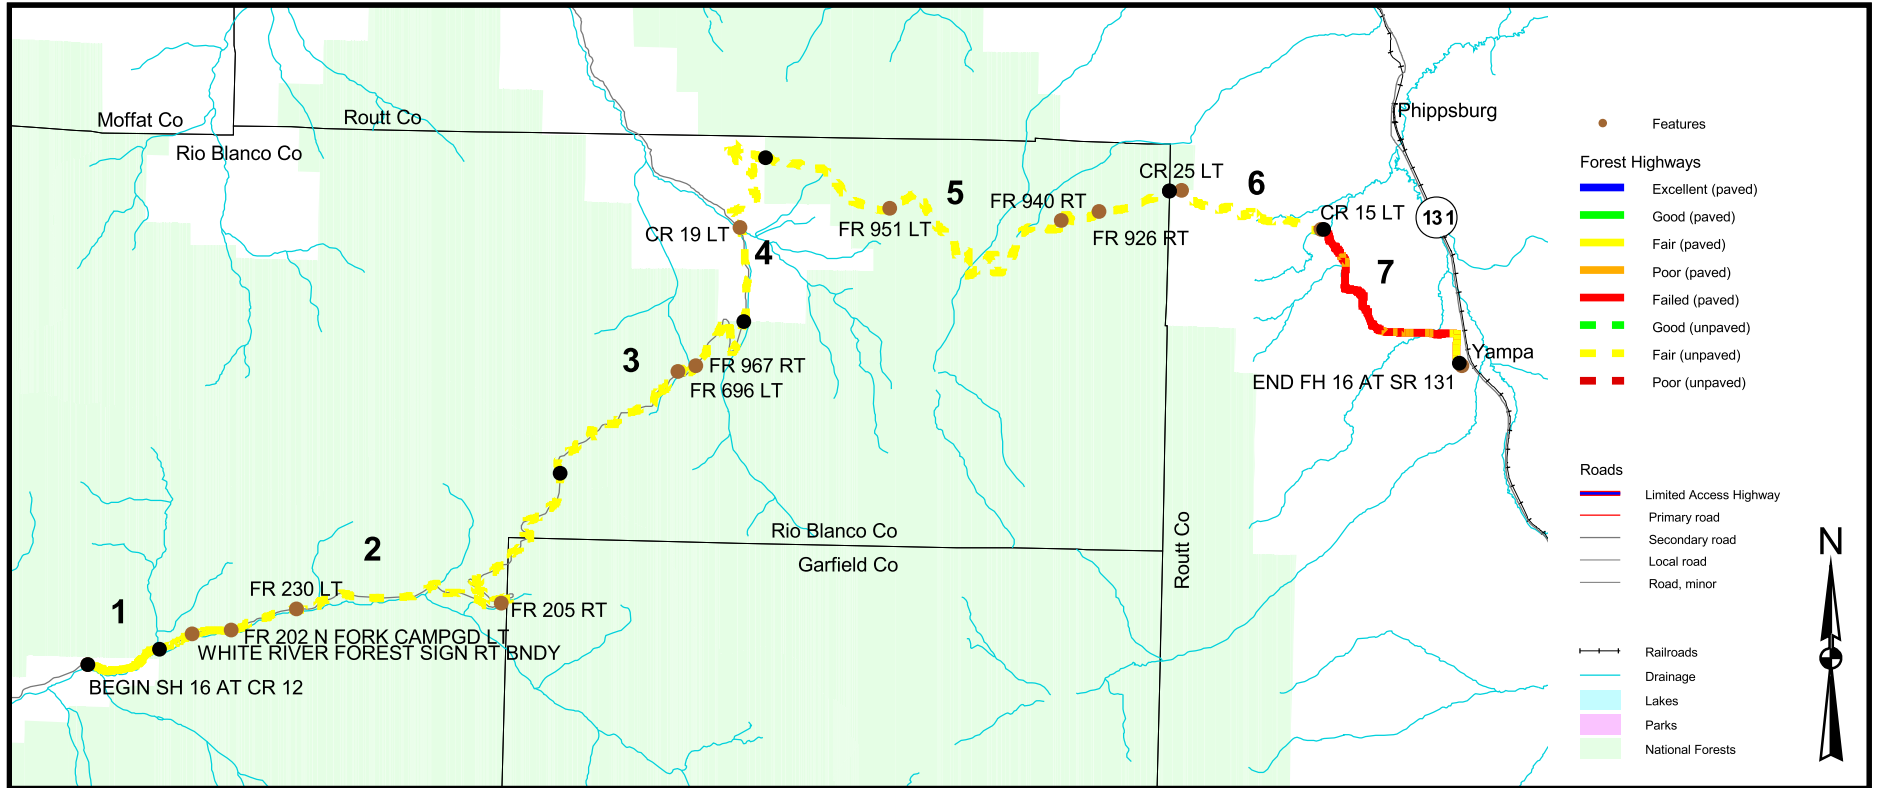 Moffat Co
Routt Co
Rio Blanco Co
Phippsburg
CR 25 LT
6
5
FR 940 RT
CR 15 LT
131
CR 19 LT
FR 951 LT
FR 926 RT
4
7
3
FR 967 RT
FR 696 LT
Yampa
END FH 16 AT SR 131
Rio Blanco Co
Garfield Co
Routt Co
2
FR 230 LT
1
FR 205 RT
FR 202 N FORK CAMPGD LT
WHITE RIVER FOREST SIGN RT BNDY
BEGIN SH 16 AT CR 12
Features
Forest Highways
Excellent (paved)
Good (paved)
Fair (paved)
Poor (paved)
Failed (paved)
Good (unpaved)
Fair (unpaved)
Poor (unpaved)
Roads
Limited Access Highway
Primary road
Secondary road
Local road
Road, minor
Railroads
Drainage
Lakes
Parks
National Forests
N